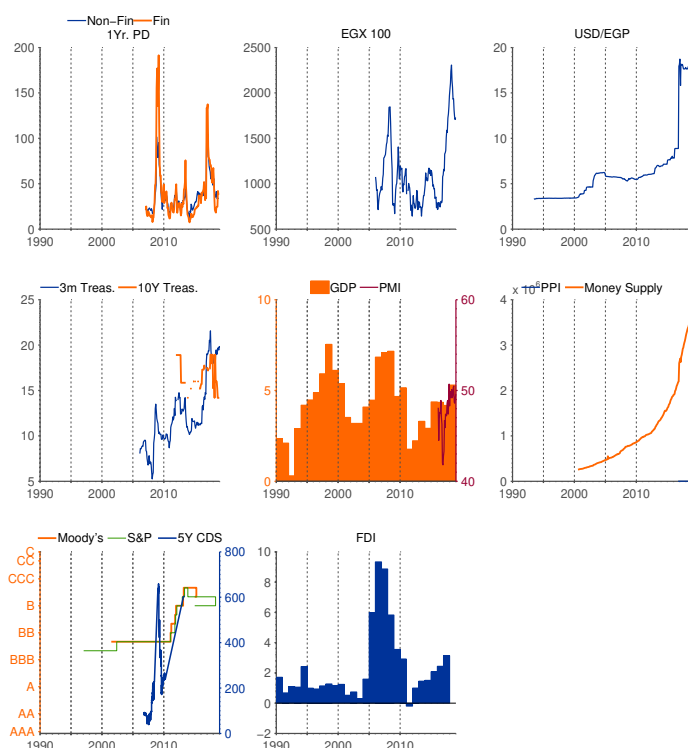 Non-Fin Fin
1Yr. PD
200
150
100
50
0
1990 2000 2010
EGX 100
2500
2000
1500
1000
500
1990 2000 2010
USD/EGP
20
15
10
5
0
1990 2000 2010
3m Treas. 10Y Treas.
25
20
15
10
5
1990 2000 2010
GDP PMI
10 60
5 50
0 40
1990 2000 2010
PPI Money Supply
x 10^6
4
3
2
1
0
1990 2000 2010
Moody's S&P 5Y CDS
C 800
CC
CCC
B 600
BB 400
BBB
A 200
AA
AAA 0
1990 2000 2010
FDI
10
8
6
4
2
0
−2
1990 2000 2010